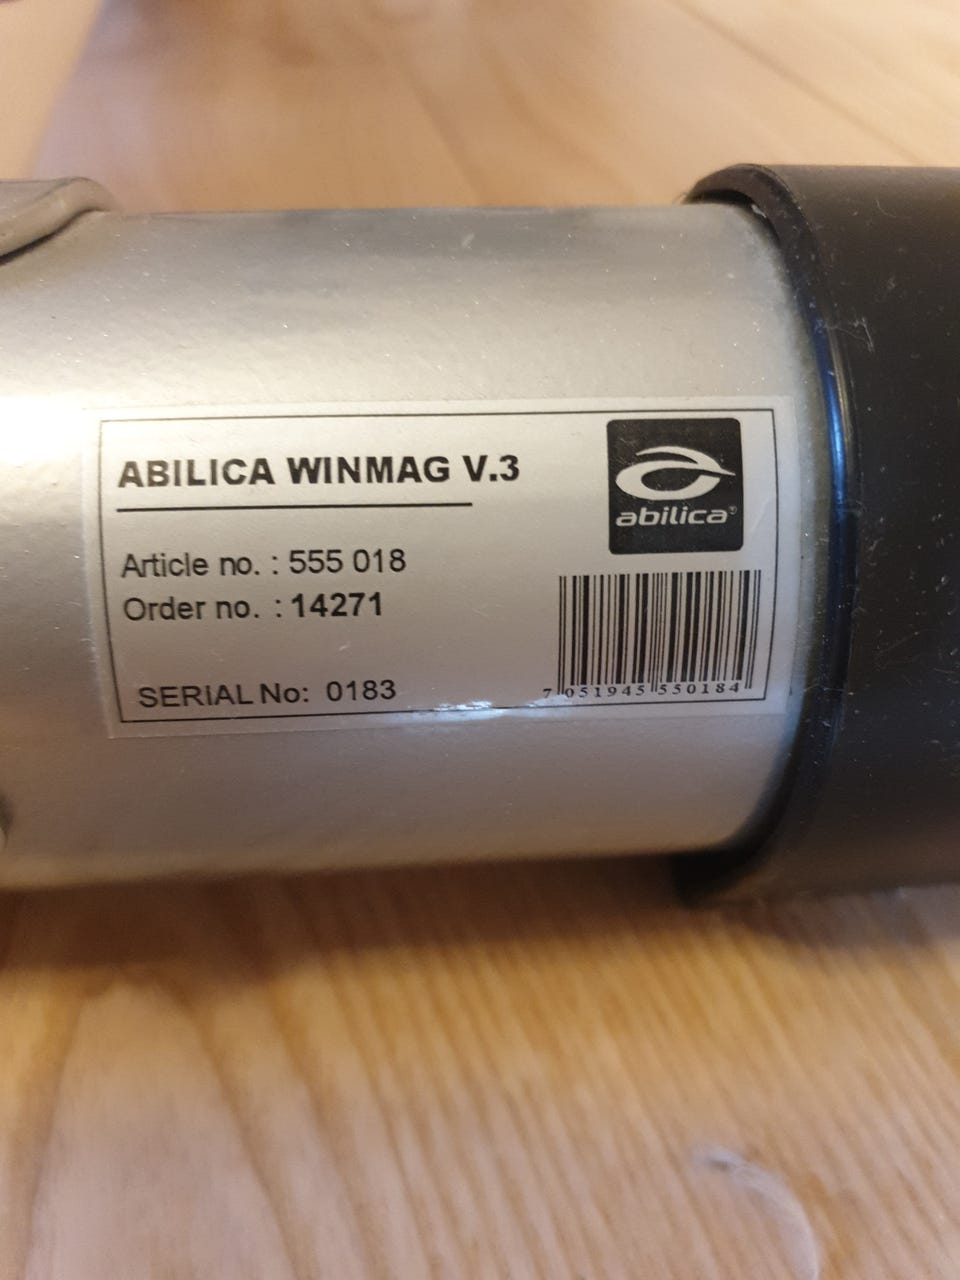 ABILICA WINMAG V.3
abilica®
Article no. : 555 018
Order no. : 14271
SERIAL No: 0183
7 051945 550184